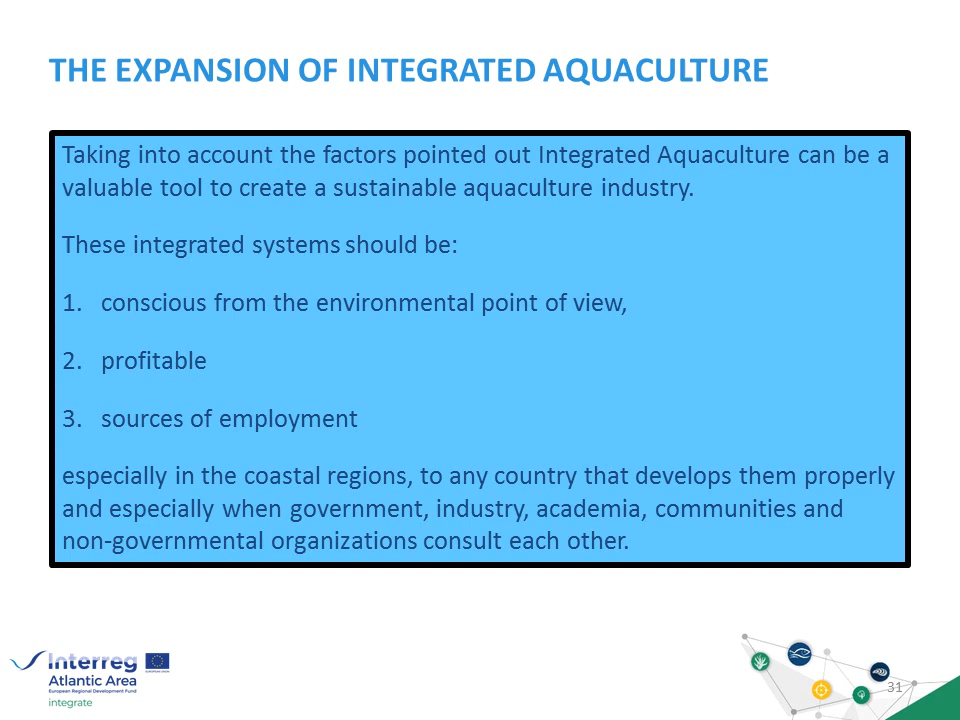 THE EXPANSION OF INTEGRATED AQUACULTURE
Taking into account the factors pointed out Integrated Aquaculture can be a
valuable tool to create a sustainable aquaculture industry.
These integrated systems should be:
1. conscious from the environmental point of view,
2. profitable
3. sources of employment
especially in the coastal regions, to any country that develops them properly
and especially when government, industry, academia, communities and
non-governmental organizations consult each other.
Interreg
EUROPEAN UNION
Atlantic Area
European Regional Development Fund
integrate
31